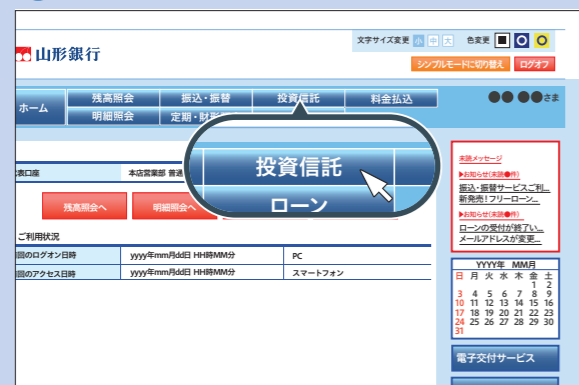 文字サイズ変更 小 中 大 色変更
山形銀行
シンプルモードに切り替え ログオフ
ホーム 残高照会 振込・振替 投資信託 料金払込 さま
明細照会 定期・財形
投資信託
ローン
表口座 本店営業部 普通
残高照会へ 明細照会へ
ご利用状況
回のログオン日時 yyyy年mm月dd日 HH時MM分 PC
回のアクセス日時 yyyy年mm月dd日 HH時MM分 スマートフォン
未読メッセージ
▶お知らせ(未読●件)
振込・振替サービスご利...
新発売!フリーローン...
▶お知らせ(未読●件)
ローンの受付が終了い...
メールアドレスが変更...
YYYY年 MM月
日 月 火 水 木 金 土
1 2
3 4 5 6 7 8 9
10 11 12 13 14 15 16
17 18 19 20 21 22 23
24 25 26 27 28 29 30
31
電子交付サービス